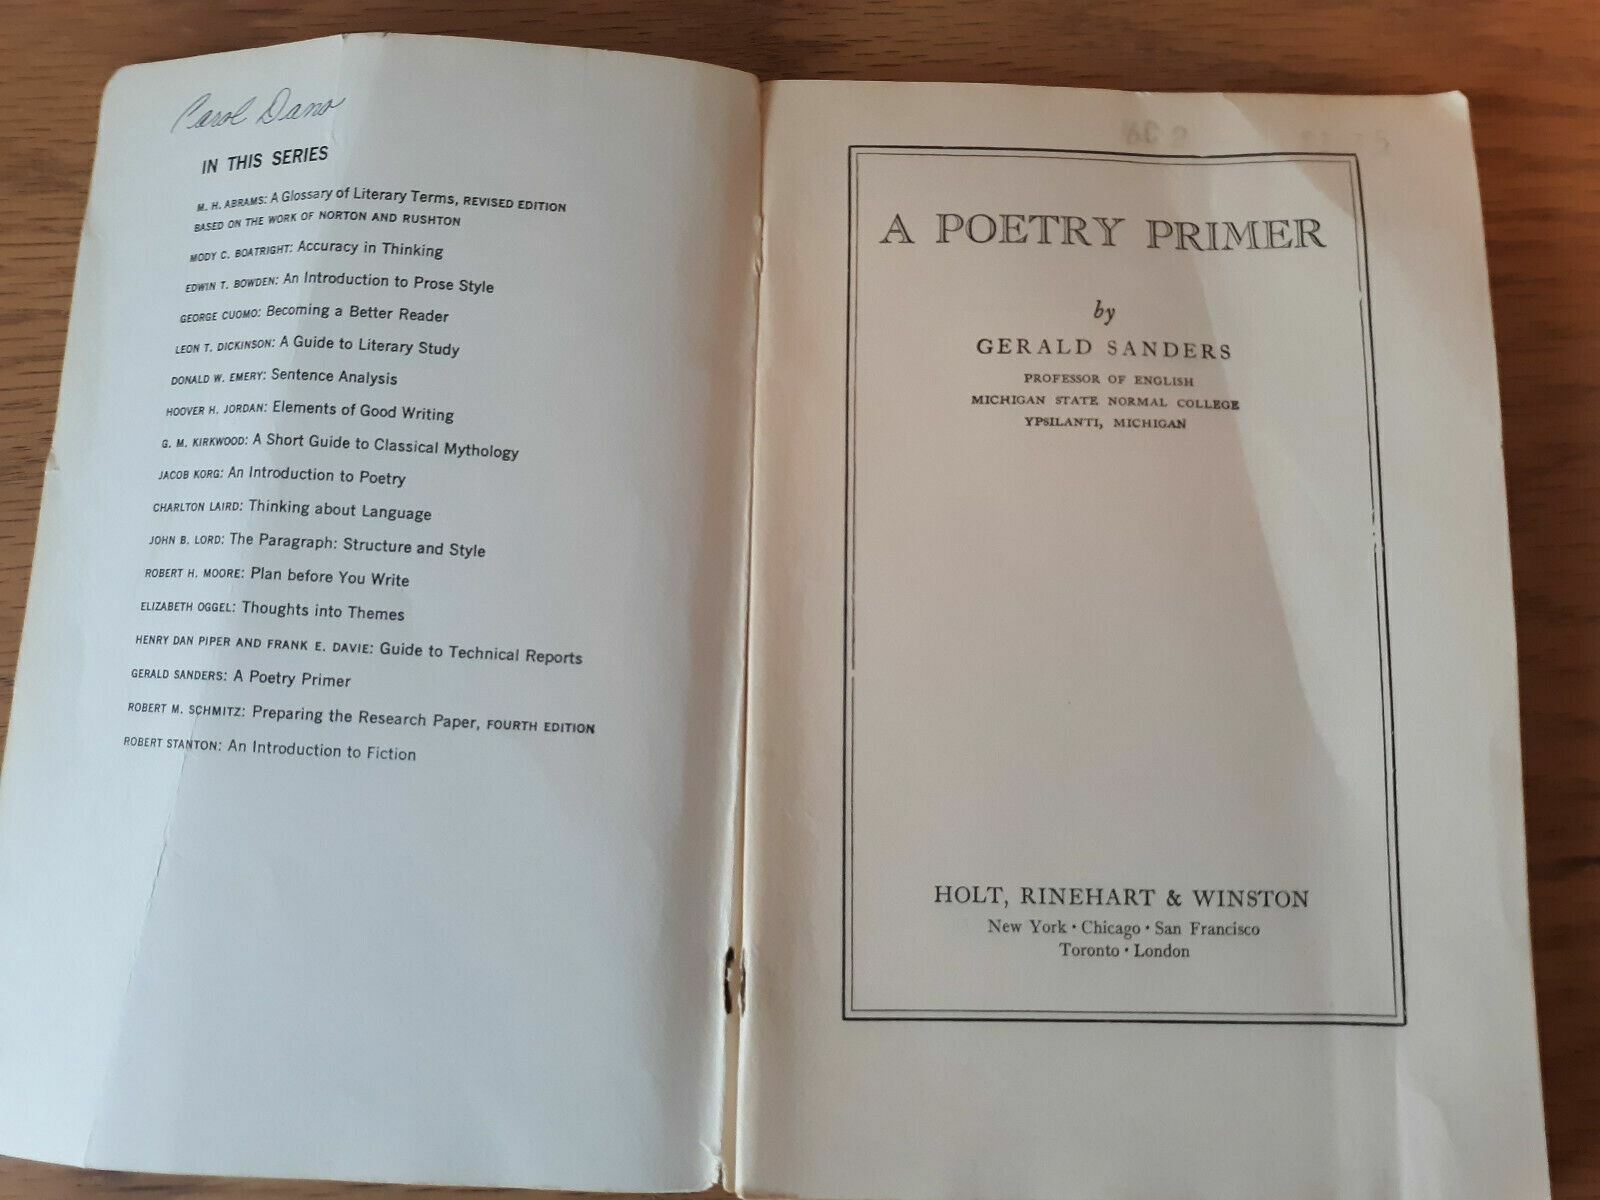 Carol Dano
IN THIS SERIES
M. H. ABRAMS: A Glossary of Literary Terms, REVISED EDITION
BASED ON THE WORK OF NORTON AND RUSHTON
MODY C. BOATRIGHT: Accuracy in Thinking
EDWIN T. BOWDEN: An Introduction to Prose Style
GEORGE CUOMO: Becoming a Better Reader
LEON T. DICKINSON: A Guide to Literary Study
DONALD W. EMERY: Sentence Analysis
HOOVER H. JORDAN: Elements of Good Writing
G. M. KIRKWOOD: A Short Guide to Classical Mythology
JACOB KORG: An Introduction to Poetry
CHARLTON LAIRD: Thinking about Language
JOHN B. LORD: The Paragraph: Structure and Style
ROBERT H. MOORE: Plan before You Write
ELIZABETH OGGEL: Thoughts into Themes
HENRY DAN PIPER AND FRANK E. DAVIE: Guide to Technical Reports
GERALD SANDERS: A Poetry Primer
ROBERT M. SCHMITZ: Preparing the Research Paper, FOURTH EDITION
ROBERT STANTON: An Introduction to Fiction
A POETRY PRIMER
by
GERALD SANDERS
PROFESSOR OF ENGLISH
MICHIGAN STATE NORMAL COLLEGE
YPSILANTI, MICHIGAN
HOLT, RINEHART & WINSTON
New York · Chicago · San Francisco
Toronto · London